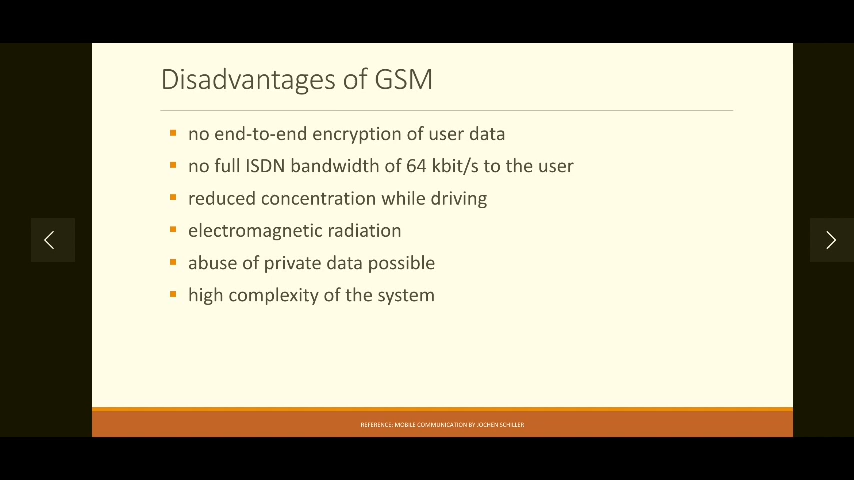 Disadvantages of GSM
no end-to-end encryption of user data
no full ISDN bandwidth of 64 kbit/s to the user
reduced concentration while driving
electromagnetic radiation
abuse of private data possible
high complexity of the system
REFERENCE: MOBILE COMMUNICATION BY JOCHEN SCHILLER